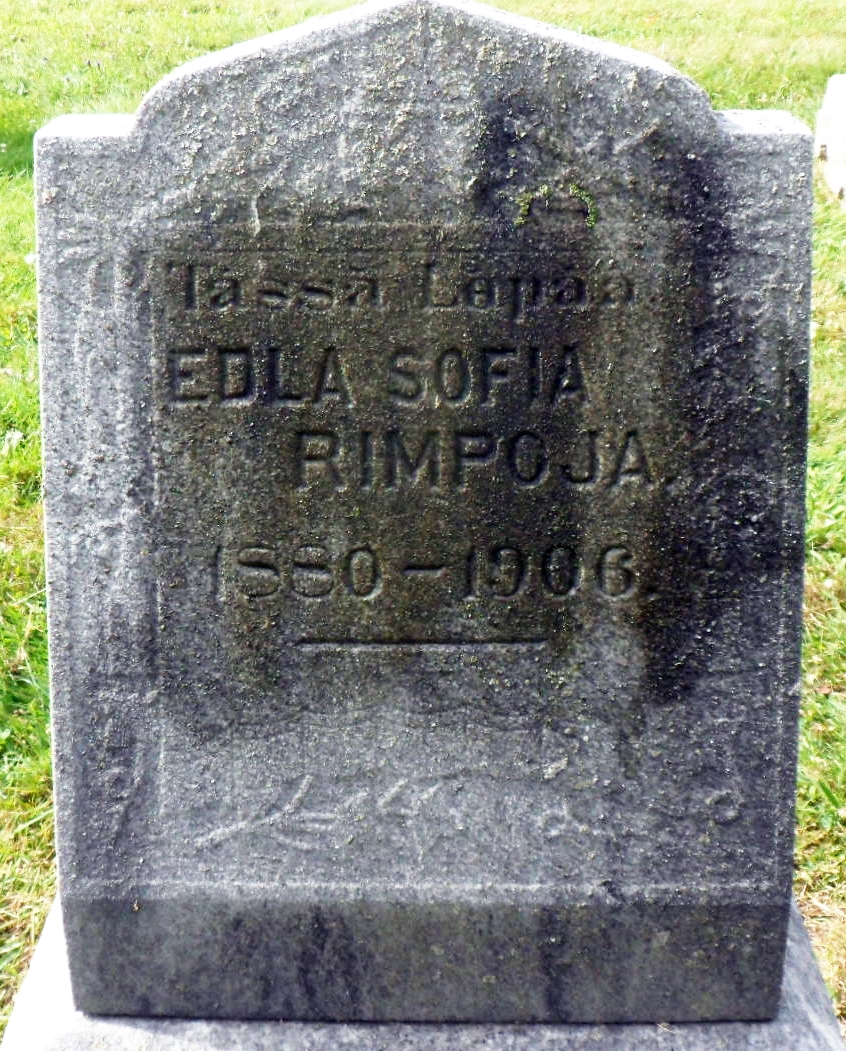 Tässä Lepää
EDLA SOFIA
RIMPOJA.
1880-1906.